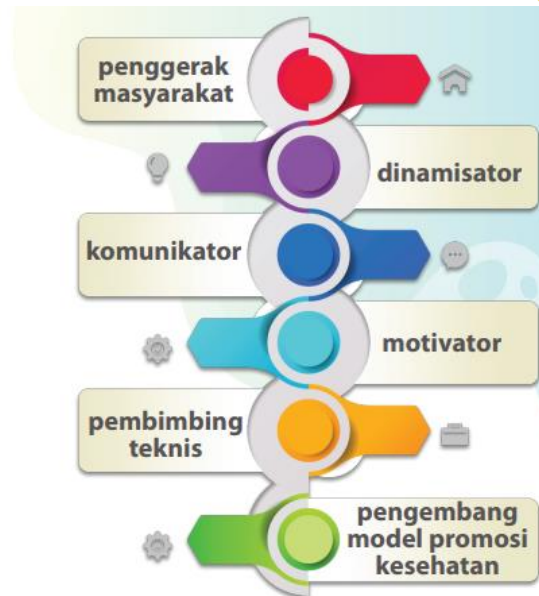 penggerak
masyarakat
dinamisator
komunikator
motivator
pembimbing
teknis
pengembang
model promosi
kesehatan